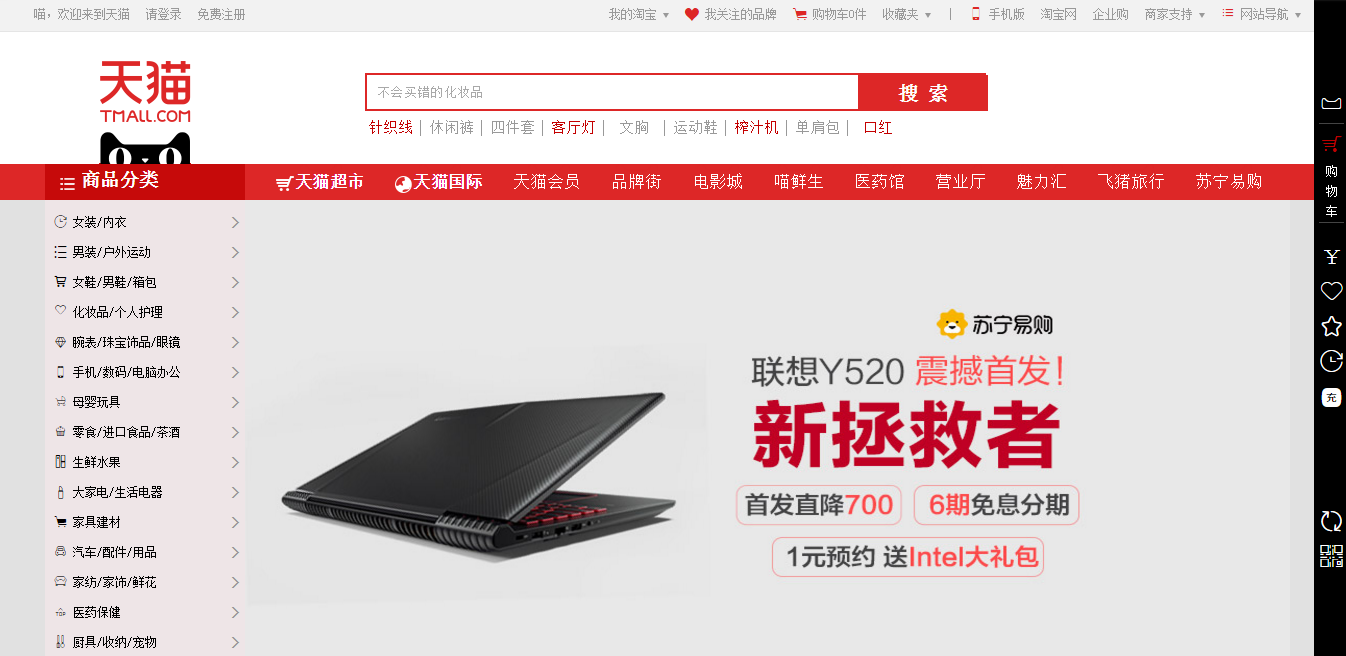 喵，欢迎来到天猫 请登录 免费注册 我的淘宝 我关注的品牌 购物车0件 收藏夹 | 手机版 淘宝网 企业购 商家支持 网站导航
天猫
TMALL.COM
不会买错的化妆品 搜 索
针织线 | 休闲裤 | 四件套 | 客厅灯 | 文胸 | 运动鞋 | 榨汁机 | 单肩包 | 口红
商品分类 天猫超市 天猫国际 天猫会员 品牌街 电影城 喵鲜生 医药馆 营业厅 魅力汇 飞猪旅行 苏宁易购
女装/内衣
男装/户外运动
女鞋/男鞋/箱包
化妆品/个人护理
腕表/珠宝饰品/眼镜
手机/数码/电脑办公
母婴玩具
零食/进口食品/茶酒
生鲜水果
大家电/生活电器
家具建材
汽车/配件/用品
家纺/家饰/鲜花
TOP 医药保健
厨具/收纳/宠物
苏宁易购
联想Y520 震撼首发！
新拯救者
首发直降700 6期免息分期
1元预约 送Intel大礼包
购
物
车
充